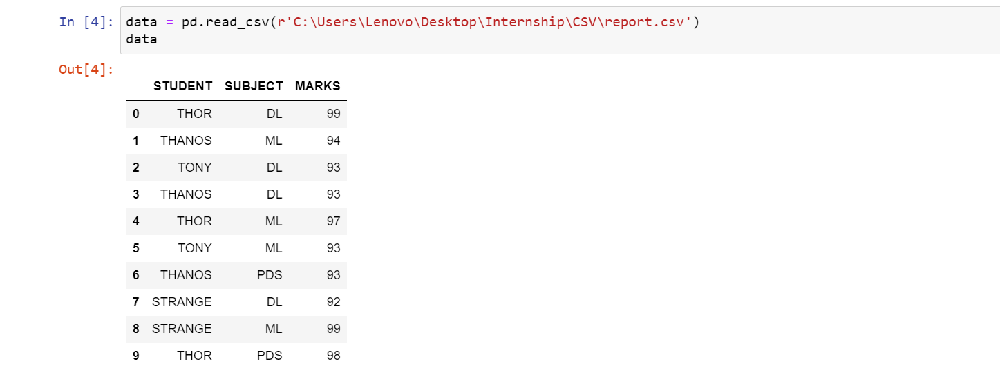 In [4]: data = pd.read_csv(r'C:\Users\Lenovo\Desktop\Internship\CSV\report.csv')
data
Out[4]:
STUDENT SUBJECT MARKS
0 THOR DL 99
1 THANOS ML 94
2 TONY DL 93
3 THANOS DL 93
4 THOR ML 97
5 TONY ML 93
6 THANOS PDS 93
7 STRANGE DL 92
8 STRANGE ML 99
9 THOR PDS 98